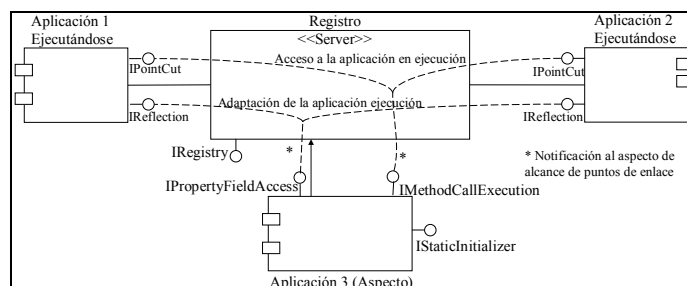 Aplicación 1
Ejecutándose
Registro
<<Server>>
Aplicación 2
Ejecutándose
IPointCut
Acceso a la aplicación en ejecución
IPointCut
Adaptación de la aplicación ejecución
IReflection
IReflection
IRegistry
*
*
* Notificación al aspecto de
alcance de puntos de enlace
IPropertyFieldAccess
IMethodCallExecution
IStaticInitializer
Aplicación 3 (Aspecto)